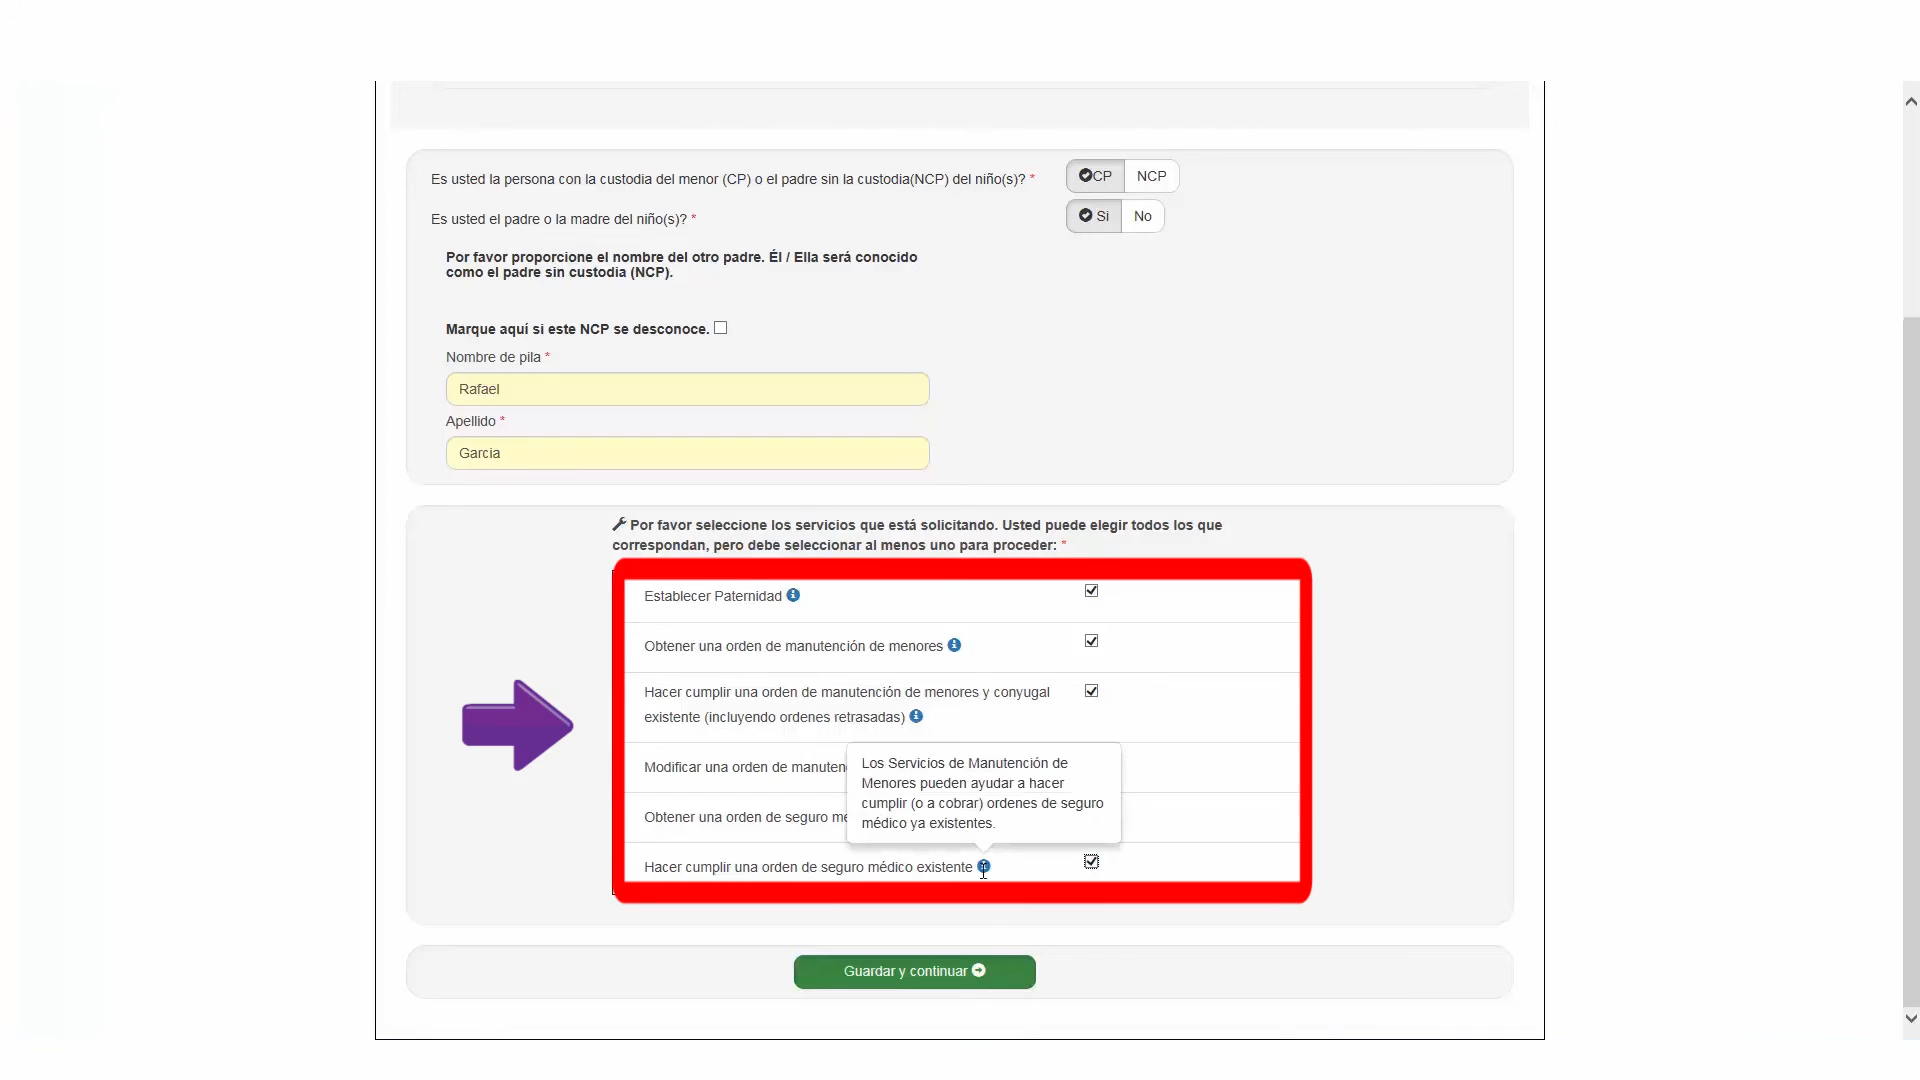 Es usted la persona con la custodia del menor (CP) o el padre sin la custodia(NCP) del niño(s)? * CP NCP
Es usted el padre o la madre del niño(s)? * Si No
Por favor proporcione el nombre del otro padre. Él / Ella será conocido
como el padre sin custodia (NCP).
Marque aquí si este NCP se desconoce.
Nombre de pila *
Rafael
Apellido *
Garcia
Por favor seleccione los servicios que está solicitando. Usted puede elegir todos los que
correspondan, pero debe seleccionar al menos uno para proceder: *
Establecer Paternidad
Obtener una orden de manutención de menores
Hacer cumplir una orden de manutención de menores y conyugal
existente (incluyendo ordenes retrasadas)
Modificar una orden de
Obtener una orden de seguro
Los Servicios de Manutención de
Menores pueden ayudar a hacer
cumplir (o a cobrar) ordenes de seguro
médico ya existentes.
Hacer cumplir una orden de seguro médico existente
Guardar y continuar